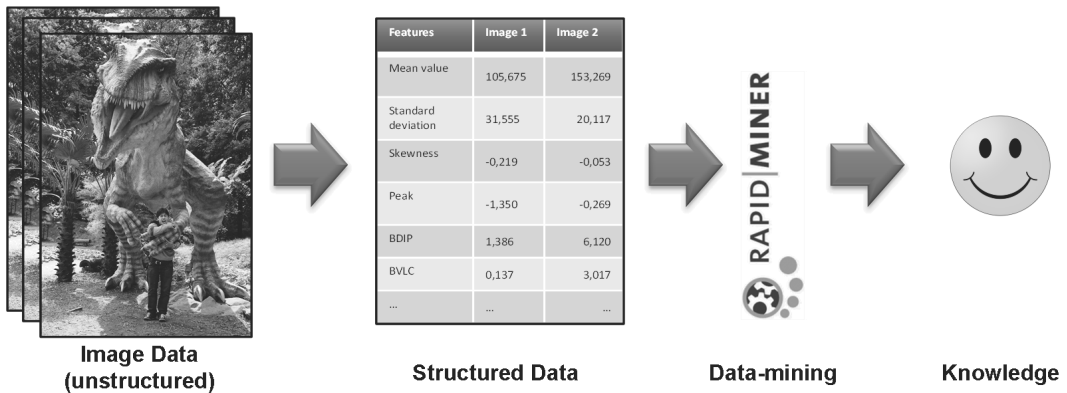 Features Image 1 Image 2
Mean value 105,675 153,269
Standard
deviation 31,555 20,117
Skewness -0,219 -0,053
Peak -1,350 -0,269
BDIP 1,386 6,120
BVLC 0,137 3,017
... ... ...
RAPID|MINER
Image Data
(unstructured)
Structured Data
Data-mining
Knowledge